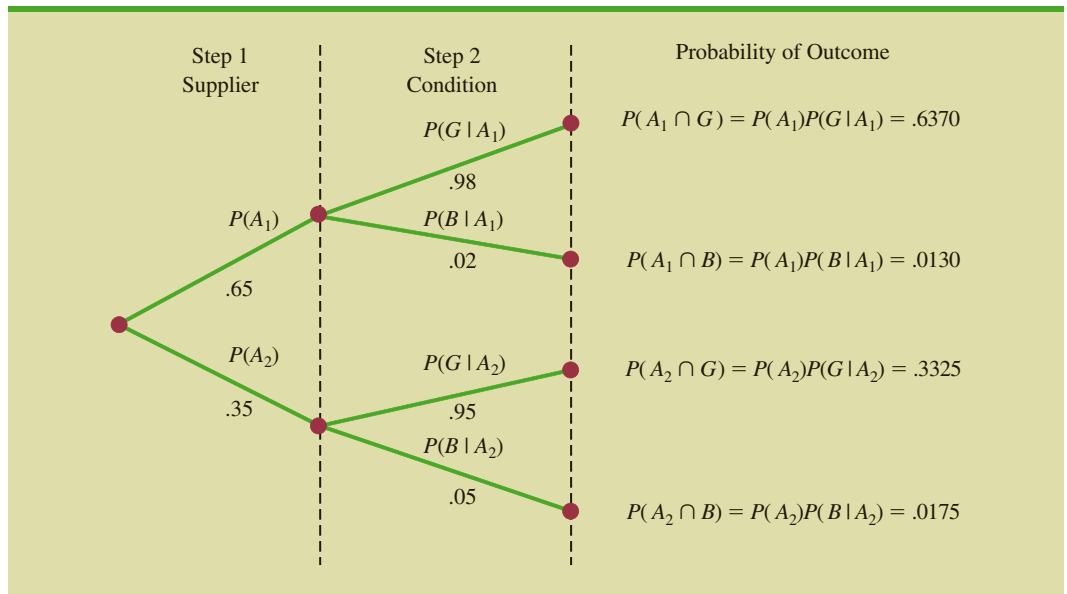 Step 1
Supplier
Step 2
Condition
Probability of Outcome
P(G | A₁)
.98
P(A₁ ∩ G) = P(A₁)P(G | A₁) = .6370
P(A₁)
.65
P(B | A₁)
.02
P(A₁ ∩ B) = P(A₁)P(B | A₁) = .0130
P(A₂)
.35
P(G | A₂)
.95
P(A₂ ∩ G) = P(A₂)P(G | A₂) = .3325
P(B | A₂)
.05
P(A₂ ∩ B) = P(A₂)P(B | A₂) = .0175